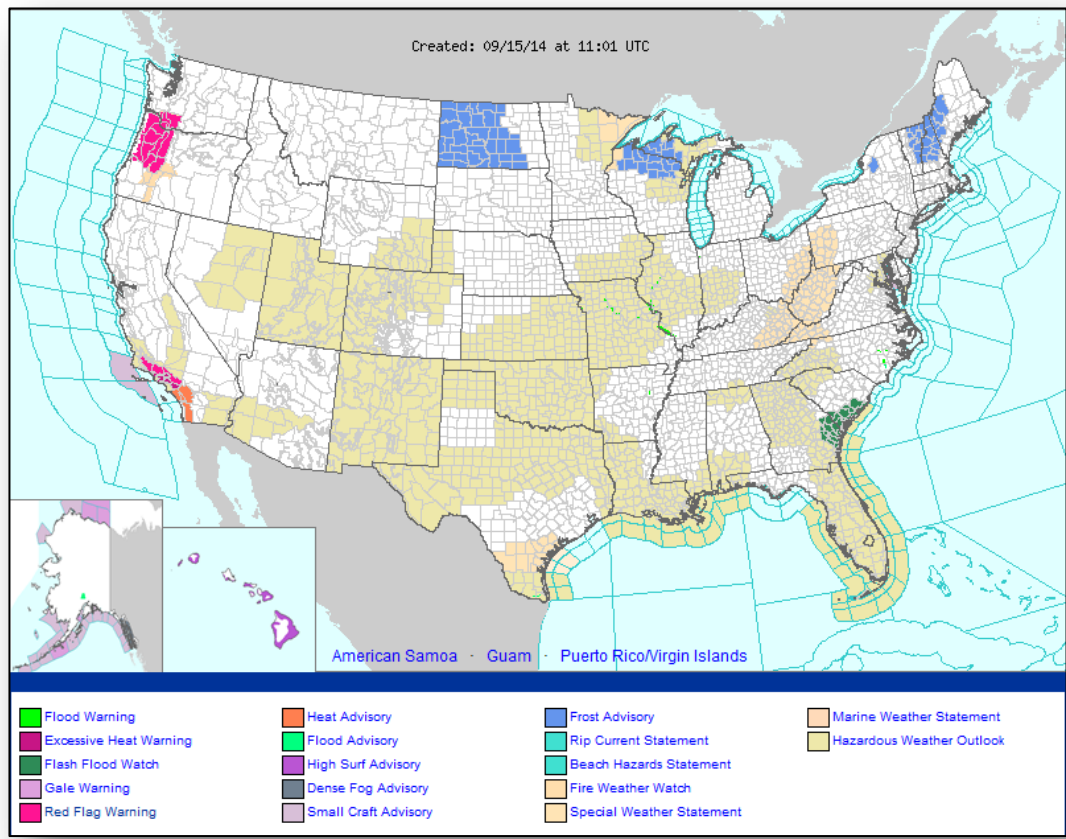 Created: 09/15/14 at 11:01 UTC
American Samoa · Guam · Puerto Rico/Virgin Islands
Flood Warning
Excessive Heat Warning
Flash Flood Watch
Gale Warning
Red Flag Warning
Heat Advisory
Flood Advisory
High Surf Advisory
Dense Fog Advisory
Small Craft Advisory
Frost Advisory
Rip Current Statement
Beach Hazards Statement
Fire Weather Watch
Special Weather Statement
Marine Weather Statement
Hazardous Weather Outlook